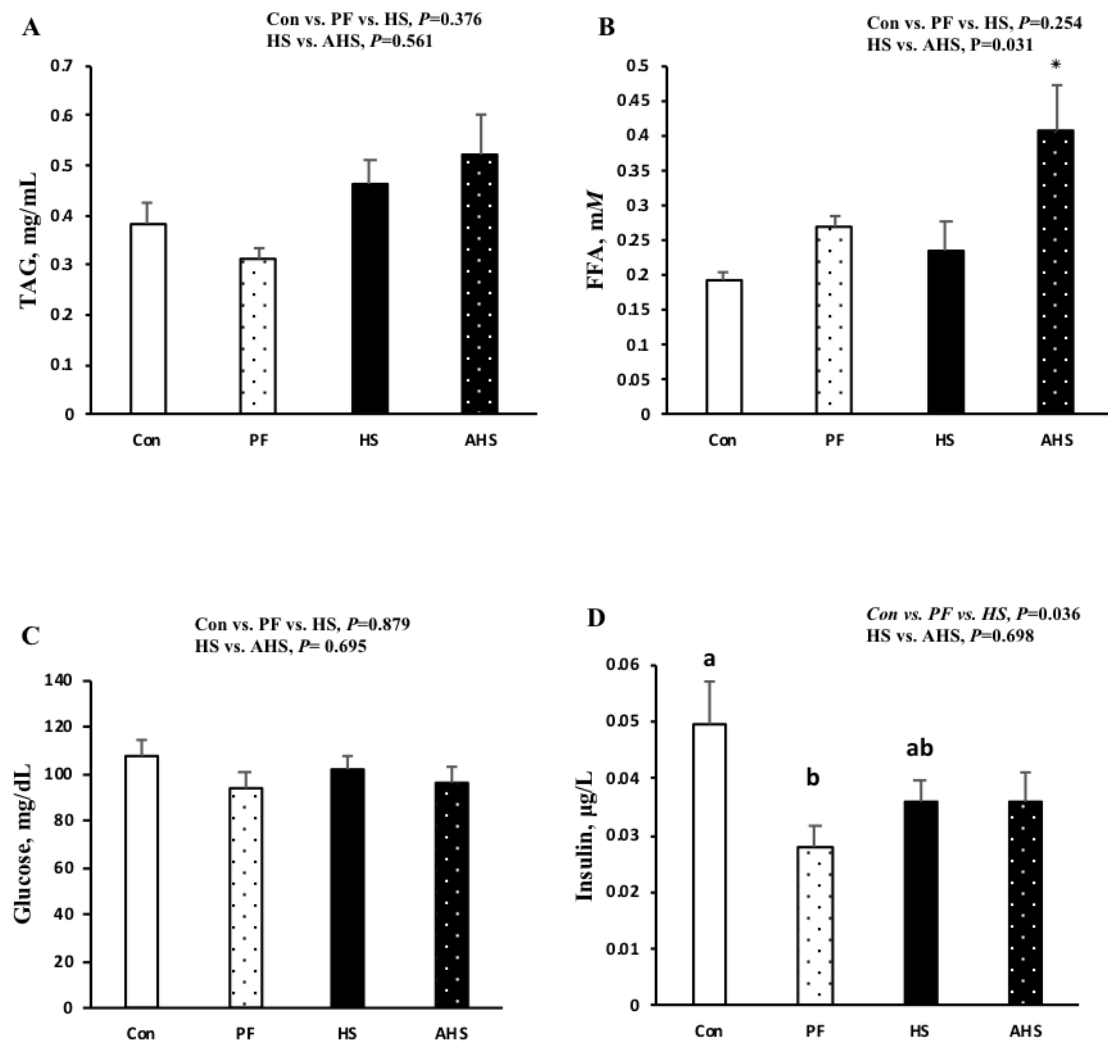 A
Con vs. PF vs. HS, P=0.376
HS vs. AHS, P=0.561
TAG, mg/mL
0.7
0.6
0.5
0.4
0.3
0.2
0.1
0
Con PF HS AHS
B
Con vs. PF vs. HS, P=0.254
HS vs. AHS, P=0.031
*
FFA, mM
0.5
0.45
0.4
0.35
0.3
0.25
0.2
0.15
0.1
0.05
0
Con PF HS AHS
C
Con vs. PF vs. HS, P=0.879
HS vs. AHS, P= 0.695
Glucose, mg/dL
140
120
100
80
60
40
20
0
Con PF HS AHS
D
Con vs. PF vs. HS, P=0.036
HS vs. AHS, P=0.698
Insulin, µg/L
0.06
0.05
0.04
0.03
0.02
0.01
0
a
b
ab
Con PF HS AHS